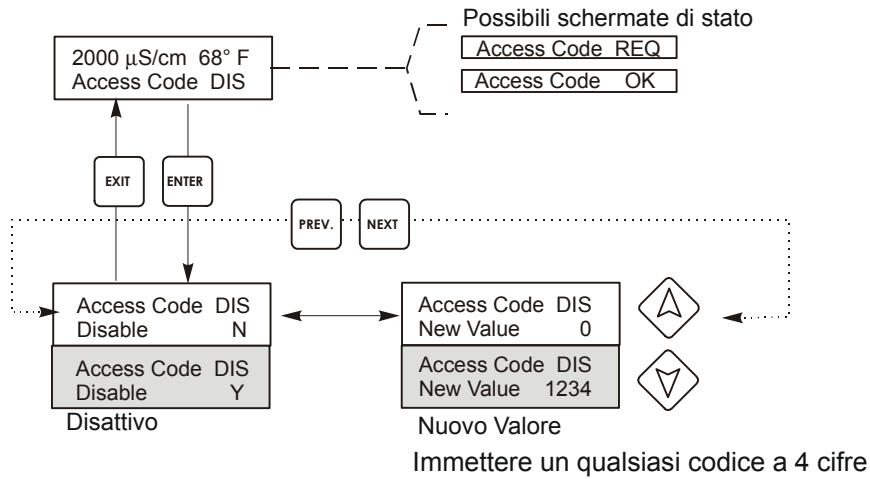 Possibili schermate di stato
2000 μS/cm 68° F
Access Code DIS
Access Code REQ
Access Code OK
EXIT
ENTER
PREV.
NEXT
Access Code DIS
Disable N
Access Code DIS
Disable Y
Disattivo
Access Code DIS
New Value 0
Access Code DIS
New Value 1234
Nuovo Valore
Immettere un qualsiasi codice a 4 cifre